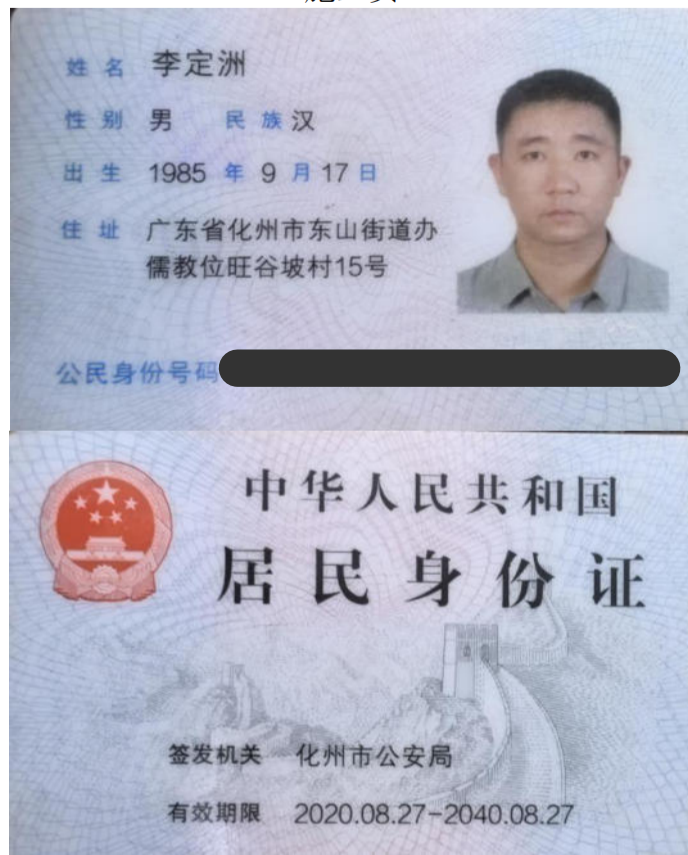 姓名 李定洲
性别 男 民族 汉
出生 1985 年 9 月 17 日
住址 广东省化州市东山街道办
儒教位旺谷坡村15号
公民身份号码
中华人民共和国
居民身份证
签发机关 化州市公安局
有效期限 2020.08.27-2040.08.27